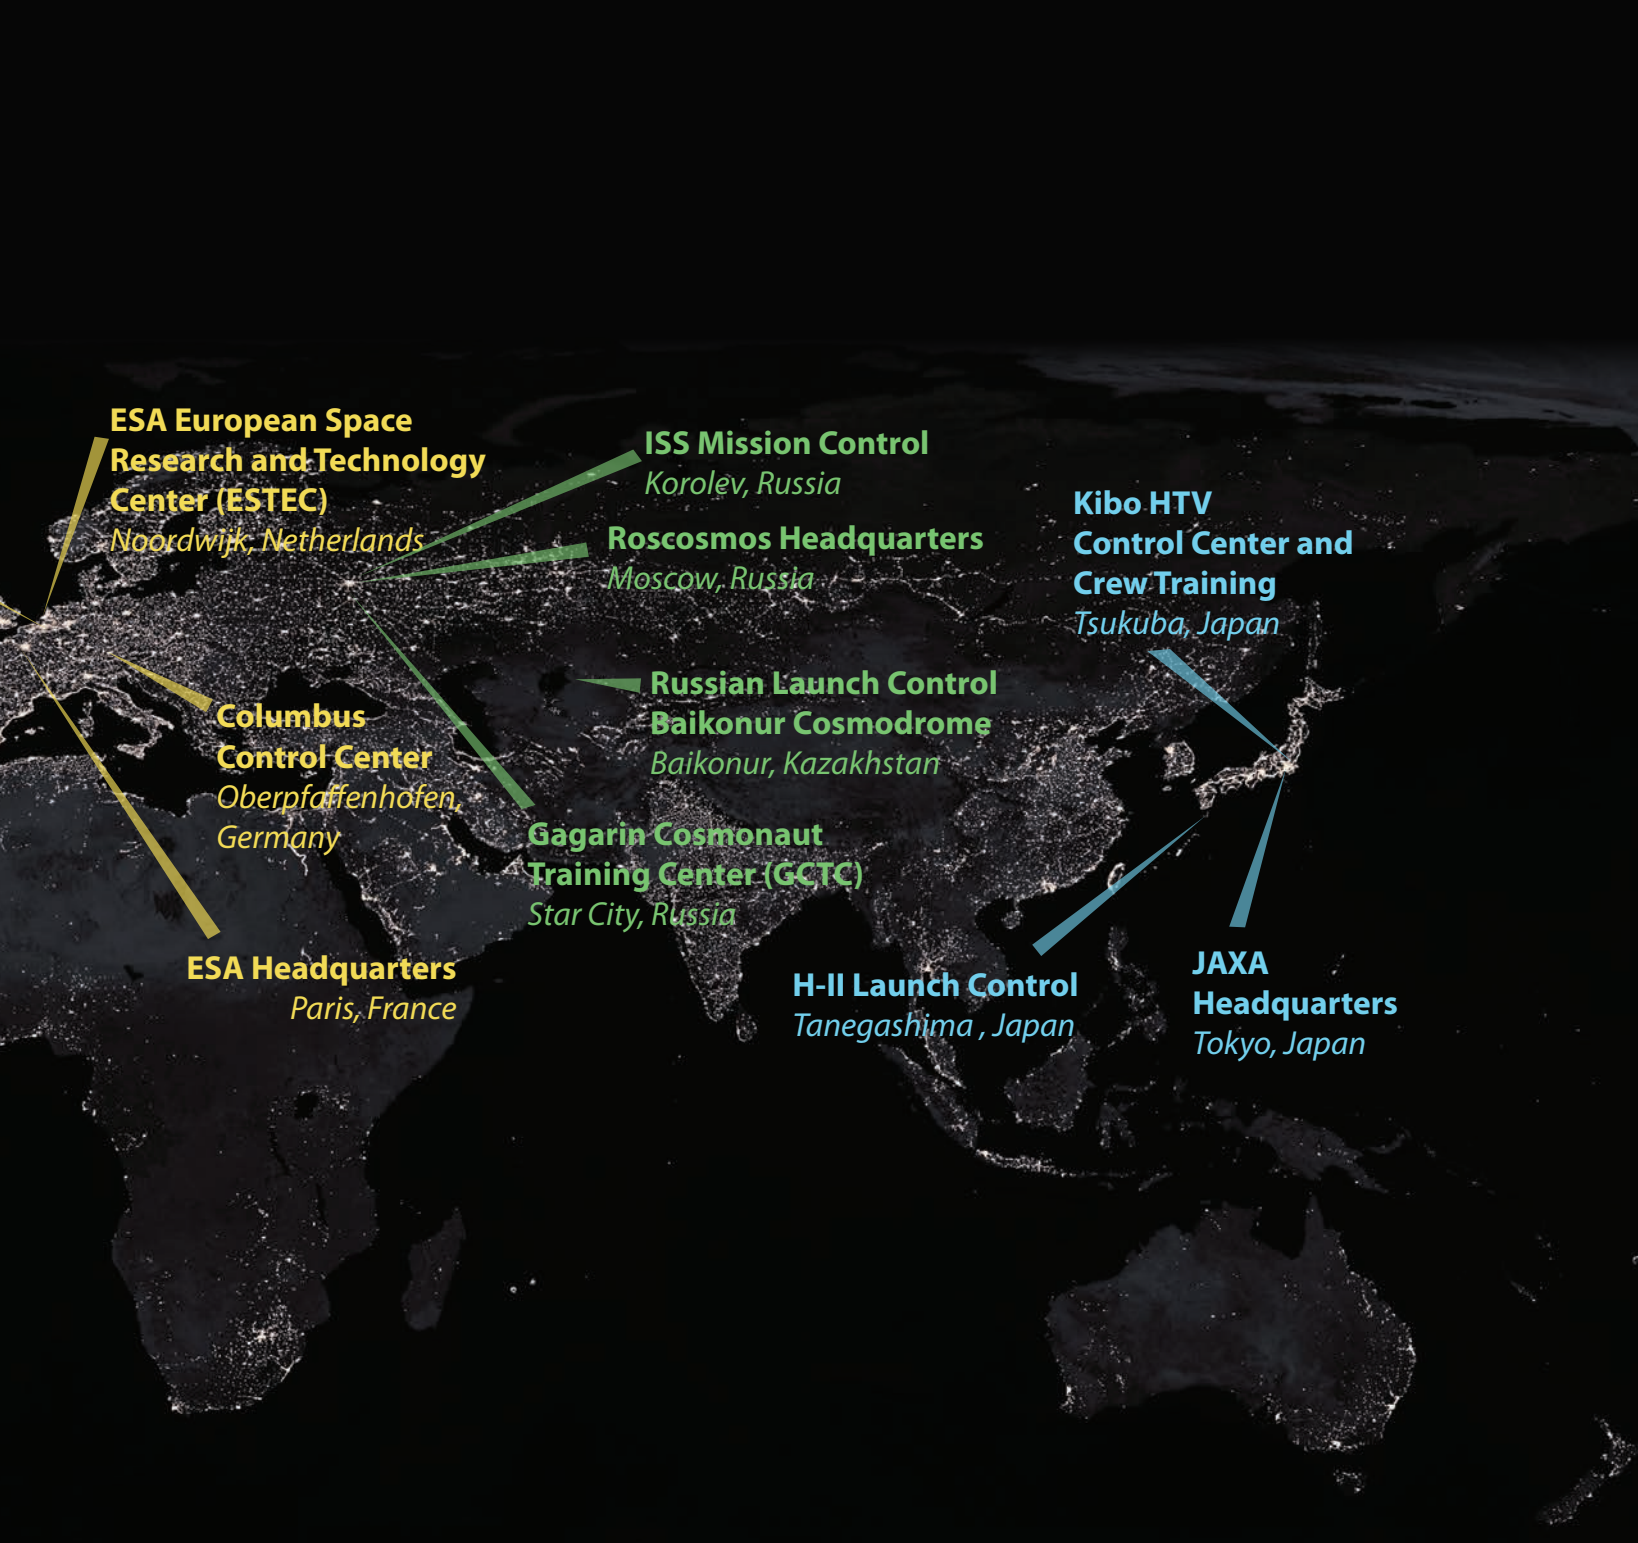 ESA European Space
Research and Technology
Center (ESTEC)
Noordwijk, Netherlands
ISS Mission Control
Korolev, Russia
Roscosmos Headquarters
Moscow, Russia
Kibo HTV
Control Center and
Crew Training
Tsukuba, Japan
Russian Launch Control
Baikonur Cosmodrome
Baikonur, Kazakhstan
Columbus
Control Center
Oberpfaffenhofen,
Germany
Gagarin Cosmonaut
Training Center (GCTC)
Star City, Russia
ESA Headquarters
Paris, France
H-II Launch Control
Tanegashima , Japan
JAXA
Headquarters
Tokyo, Japan